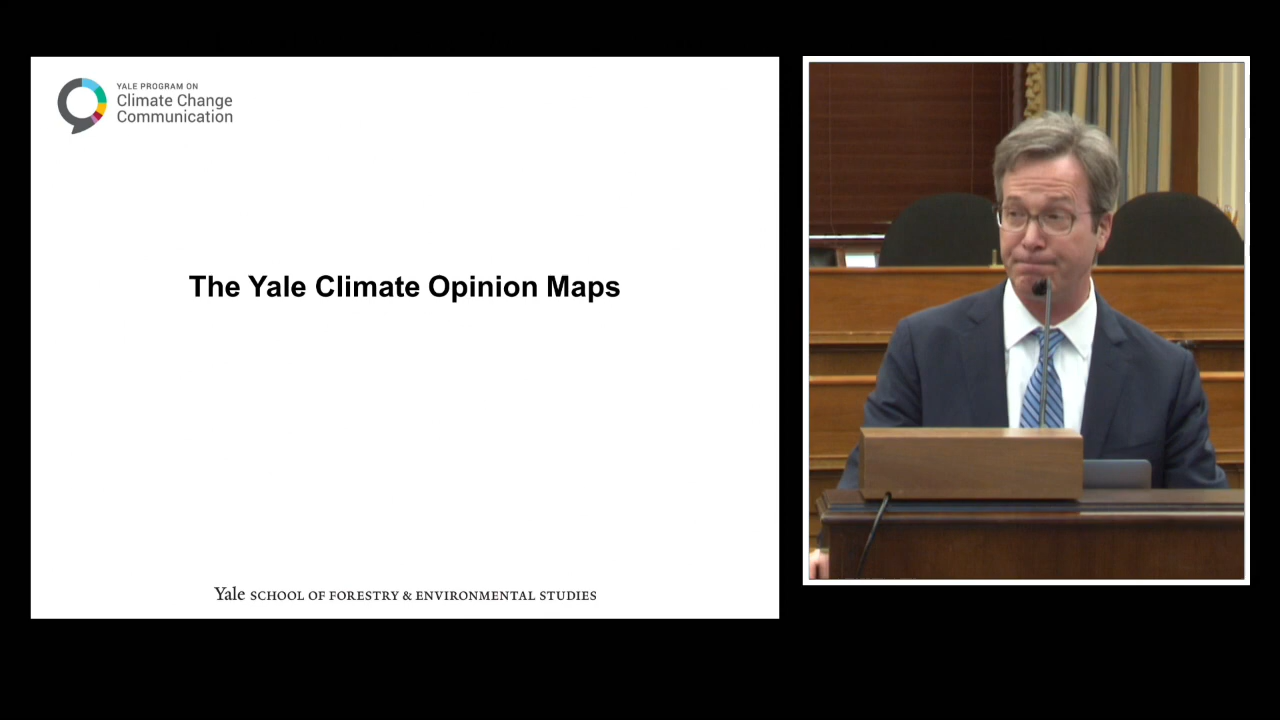 YALE PROGRAM ON
Climate Change
Communication
The Yale Climate Opinion Maps
Yale SCHOOL OF FORESTRY & ENVIRONMENTAL STUDIES